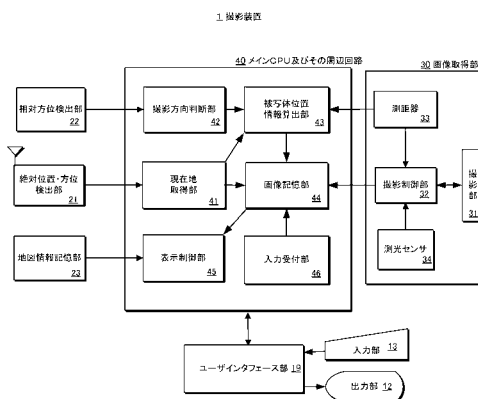 1 撮影装置
40 メインCPU及びその周辺回路
30 画像取得部
相対方位検出部
22
撮影方向判断部
42
被写体位置
情報算出部
43
測距器
33
絶対位置・方位
検出部
21
現在地
取得部
41
画像記憶部
44
撮影制御部
32
撮影部
31
地図情報記憶部
23
表示制御部
45
入力受付部
46
測光センサ
34
ユーザインタフェース部 19
入力部 13
出力部 12